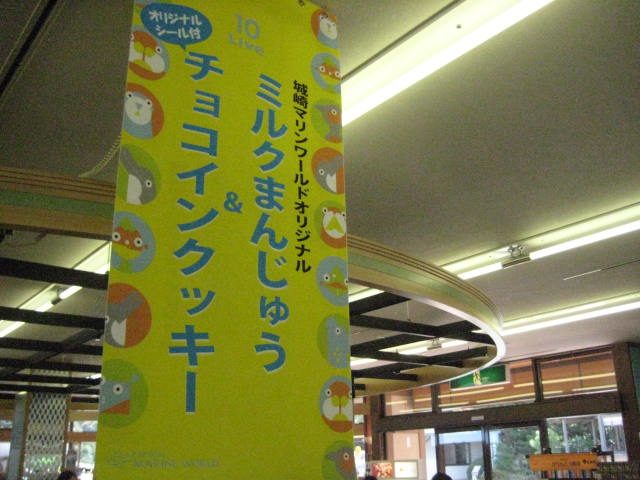 オリジナル
シール付
10
Live
城崎マリンワールドオリジナル
ミルクまんじゅう
&
チョコインクッキー
MARINE WORLD